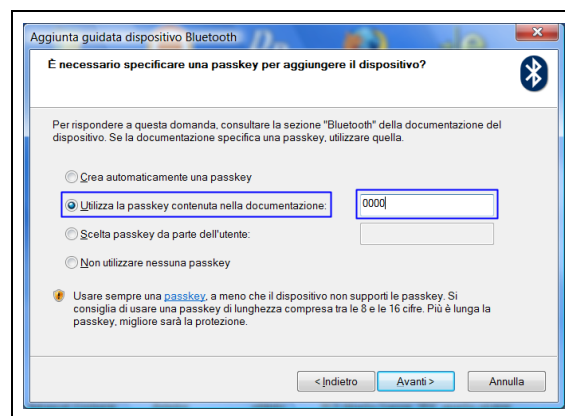 Aggiunta guidata dispositivo Bluetooth
È necessario specificare una passkey per aggiungere il dispositivo?
Per rispondere a questa domanda, consultare la sezione "Bluetooth" della documentazione del
dispositivo. Se la documentazione specifica una passkey, utilizzare quella.
Crea automaticamente una passkey
Utilizza la passkey contenuta nella documentazione: 0000
Scelta passkey da parte dell'utente:
Non utilizzare nessuna passkey
Usare sempre una passkey, a meno che il dispositivo non supporti le passkey. Si
consiglia di usare una passkey di lunghezza compresa tra le 8 e le 16 cifre. Più è lunga la
passkey, migliore sarà la protezione.
< Indietro Avanti > Annulla